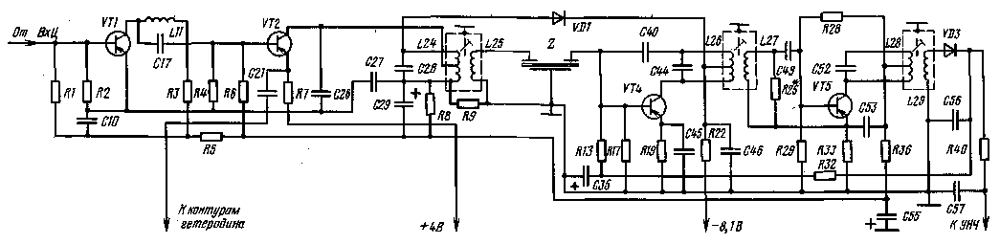 От ВхЦ
VT1
L11
C17
VT2
R1
R2
C10
R3
R4
R6
C21
R7
C26
R5
C27
L24
L25
C28
C29
R8
R9
VD1
Z
C40
L26
L27
C44
VT4
R13
R17
R19
C45
R22
C46
C35
C49
R25*
R28
VT5
C52
L28
L29
VD3
C53
C56
R29
R33
R32
R36
R40
C57
C55
К контурам
гетеродина
+4В
-8,1В
К УНЧ
+
+
+